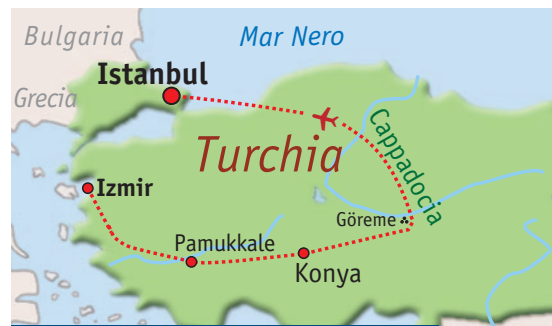 Bulgaria
Mar Nero
Istanbul
Grecia
Turchia
Cappadocia
Izmir
Göreme
Pamukkale
Konya